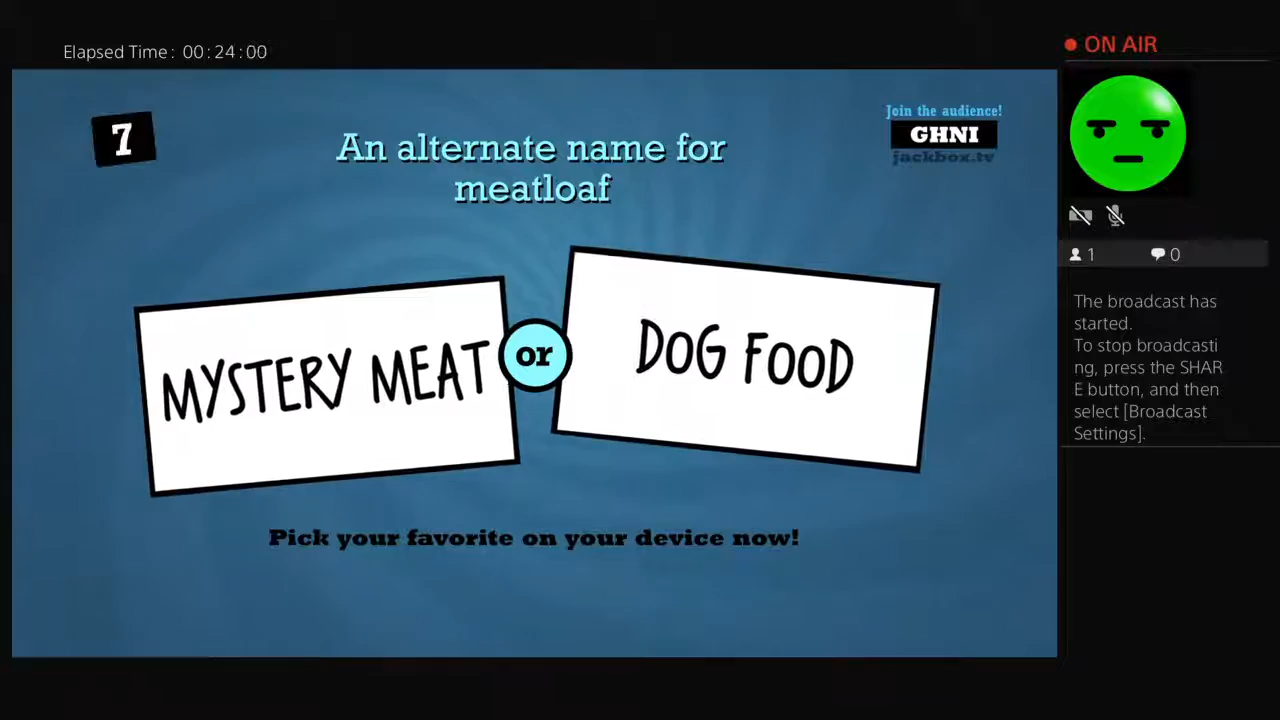 Elapsed Time: 00:24:00
ON AIR
7
An alternate name for
meatloaf
Join the audience!
GHNI
jackbox.tv
MYSTERY MEAT
or
DOG FOOD
Pick your favorite on your device now!
1
0
The broadcast has
started.
To stop broadcasti
ng, press the SHAR
E button, and then
select [Broadcast
Settings].